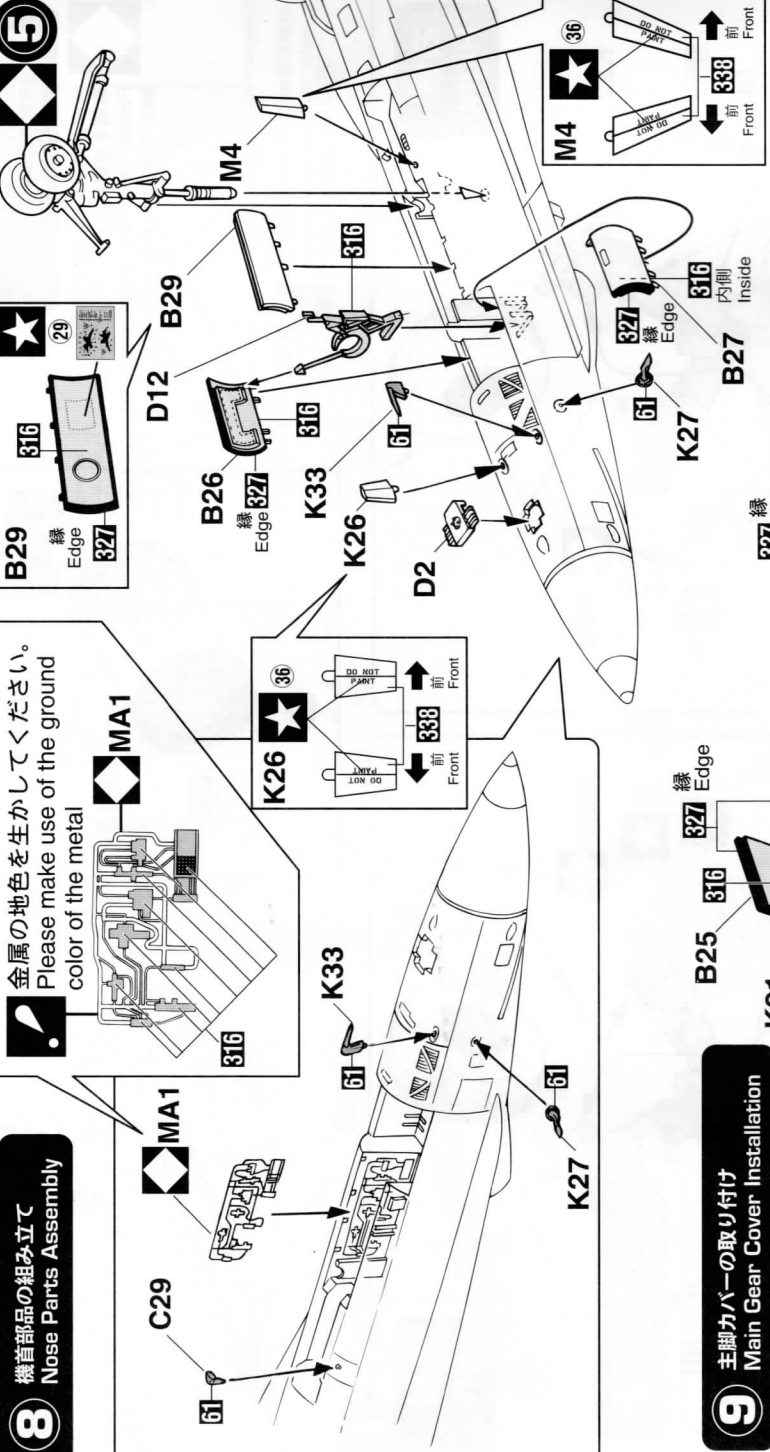 8
機首部品の組み立て
Nose Parts Assembly
金属の地色を生かしてください。
Please make use of the ground
color of the metal
MA1
316
MA1
C29
61
K33
61
61
K27
K26
36
DO NOT
PAINT
DO NOT
PAINT
338
前
Front
前
Front
B29
29
316
縁
Edge
327
5
B29
M4
D12
316
B26
縁
Edge
327
316
K33
61
K26
D2
61
K27
327
縁
Edge
316
内側
Inside
B27
M4
36
DO NOT
PAINT
DO NOT
PAINT
338
前
Front
前
Front
9
主脚カバーの取り付け
Main Gear Cover Installation
B25
316
327
縁
Edge
327
縁